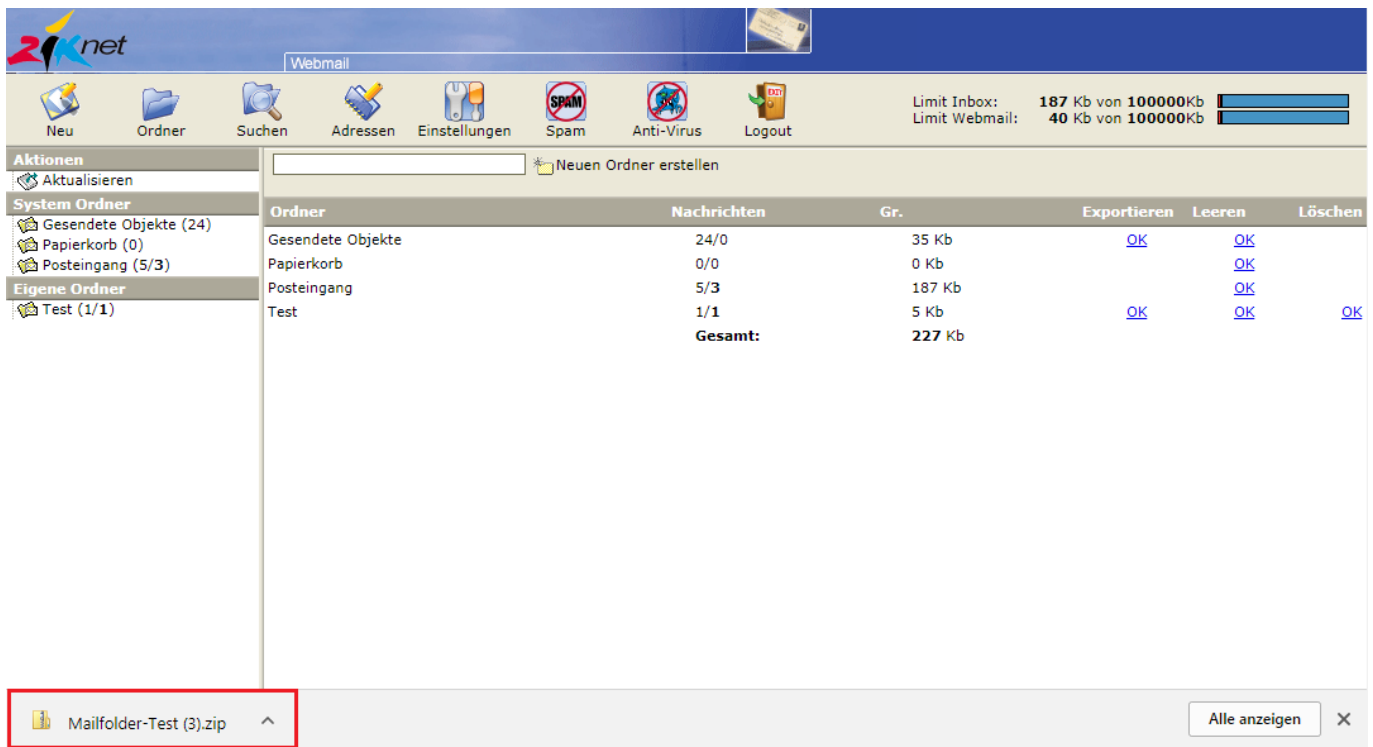 ZiKnet
Webmail
Neu Ordner Suchen Adressen Einstellungen Spam Anti-Virus Logout
SPAM
EXIT
Limit Inbox: 187 Kb von 100000Kb
Limit Webmail: 40 Kb von 100000Kb
Aktionen
Aktualisieren
System Ordner
Gesendete Objekte (24)
Papierkorb (0)
Posteingang (5/3)
Eigene Ordner
Test (1/1)
Neuen Ordner erstellen
Ordner Nachrichten Gr. Exportieren Leeren Löschen
Gesendete Objekte 24/0 35 Kb OK OK
Papierkorb 0/0 0 Kb OK
Posteingang 5/3 187 Kb OK
Test 1/1 5 Kb OK OK OK
Gesamt: 227 Kb
Mailfolder-Test (3).zip
Alle anzeigen